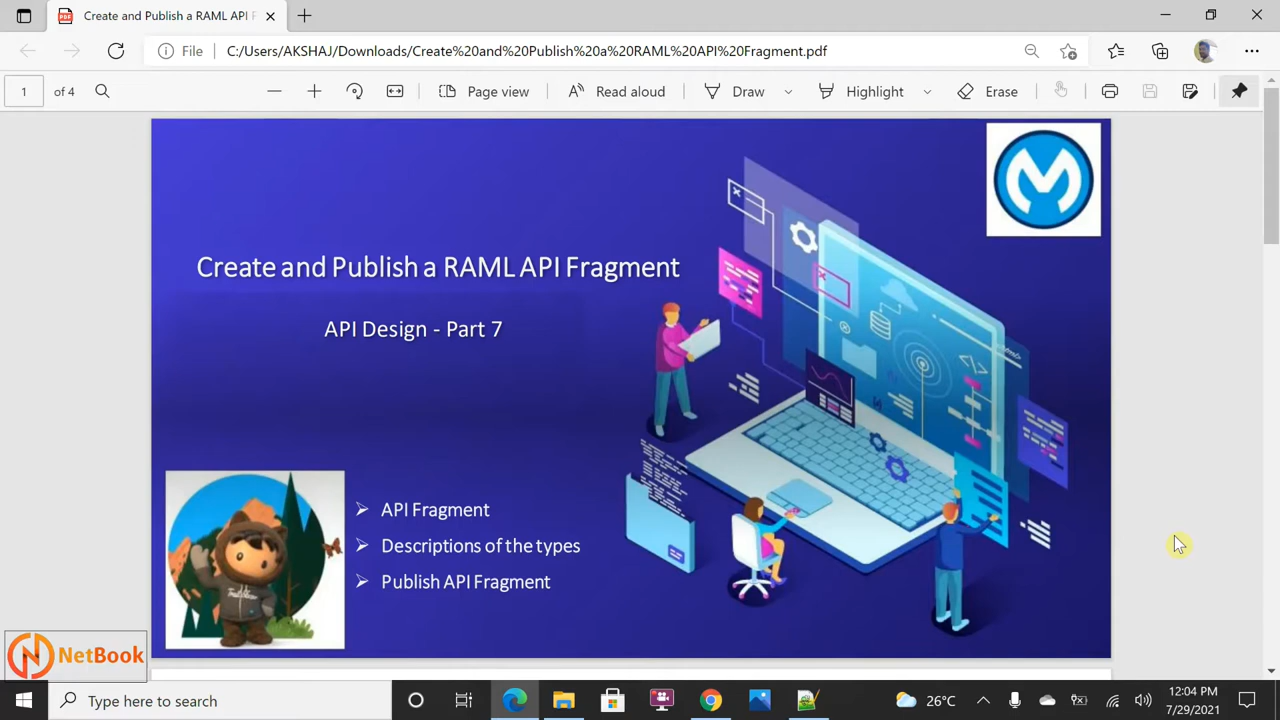 Create and Publish a RAML API F
File
C:/Users/AKSHAJ/Downloads/Create%20and%20Publish%20a%20RAML%20API%20Fragment.pdf
1 of 4
Page view
Read aloud
Draw
Highlight
Erase
Create and Publish a RAML API Fragment
API Design - Part 7
API Fragment
Descriptions of the types
Publish API Fragment
NetBook
Type here to search
26°C
12:04 PM
7/29/2021